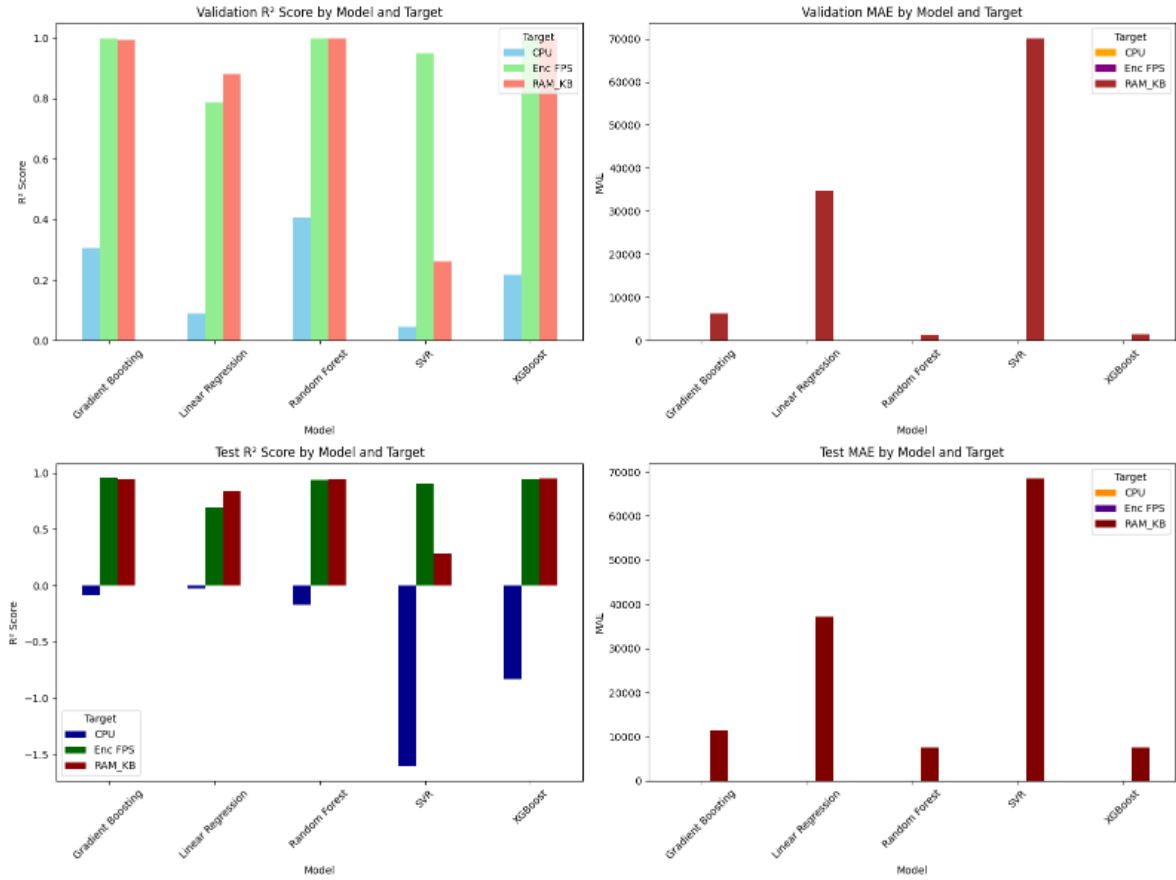 Validation R² Score by Model and Target
1.0
0.8
0.6
0.4
0.2
0.0
R² Score
Target
CPU
Enc FPS
RAM_KB
Gradient Boosting
Linear Regression
Random Forest
SVR
XGBoost
Model
Validation MAE by Model and Target
70000
60000
50000
40000
30000
20000
10000
0
MAE
Target
CPU
Enc FPS
RAM_KB
Gradient Boosting
Linear Regression
Random Forest
SVR
XGBoost
Model
Test R² Score by Model and Target
1.0
0.5
0.0
−0.5
−1.0
−1.5
R² Score
Target
CPU
Enc FPS
RAM_KB
Gradient Boosting
Linear Regression
Random Forest
SVR
XGBoost
Model
Test MAE by Model and Target
70000
60000
50000
40000
30000
20000
10000
0
MAE
Target
CPU
Enc FPS
RAM_KB
Gradient Boosting
Linear Regression
Random Forest
SVR
XGBoost
Model